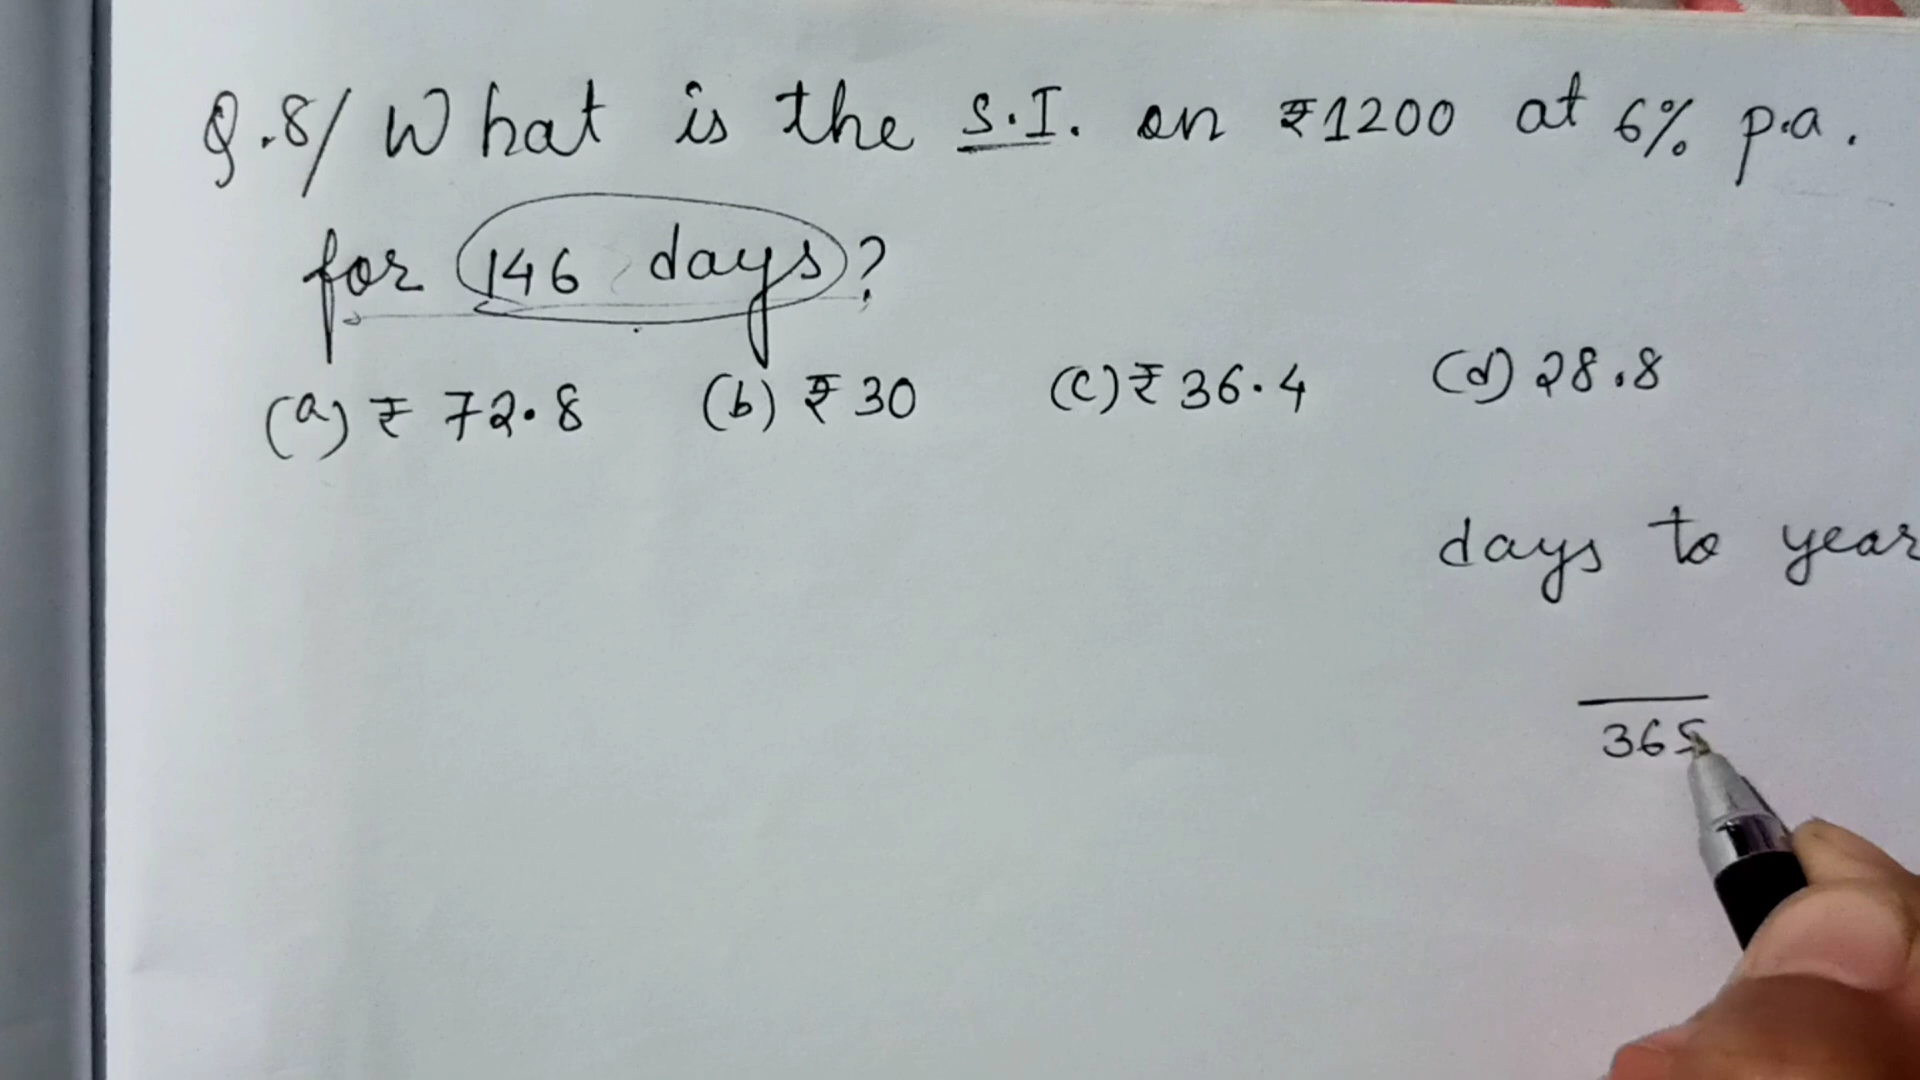 Q.8/ What is the S.I. on ₹1200 at 6% p.a.
for 146 days?
(a) ₹ 72.8 (b) ₹ 30 (c) ₹ 36.4 (d) 28.8
days to year
365